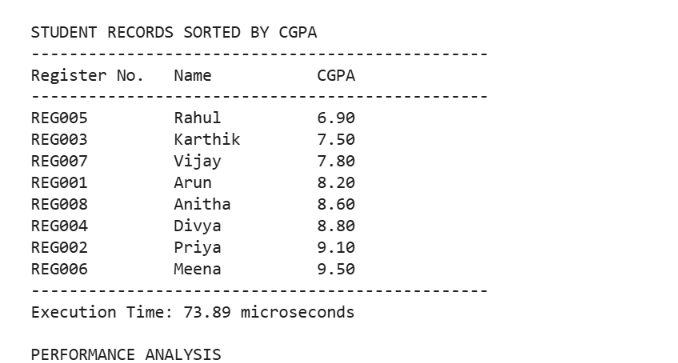 STUDENT RECORDS SORTED BY CGPA
------------------------------------------------
Register No.   Name           CGPA
------------------------------------------------
REG005         Rahul          6.90
REG003         Karthik        7.50
REG007         Vijay          7.80
REG001         Arun           8.20
REG008         Anitha         8.60
REG004         Divya          8.80
REG002         Priya          9.10
REG006         Meena          9.50
------------------------------------------------
Execution Time: 73.89 microseconds
PERFORMANCE ANALYSIS